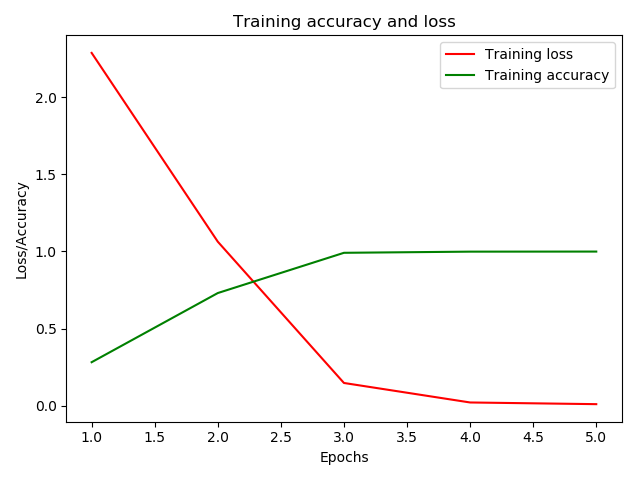 Training accuracy and loss
Training loss
Training accuracy
2.0
1.5
1.0
0.5
0.0
Loss/Accuracy
1.0 1.5 2.0 2.5 3.0 3.5 4.0 4.5 5.0
Epochs